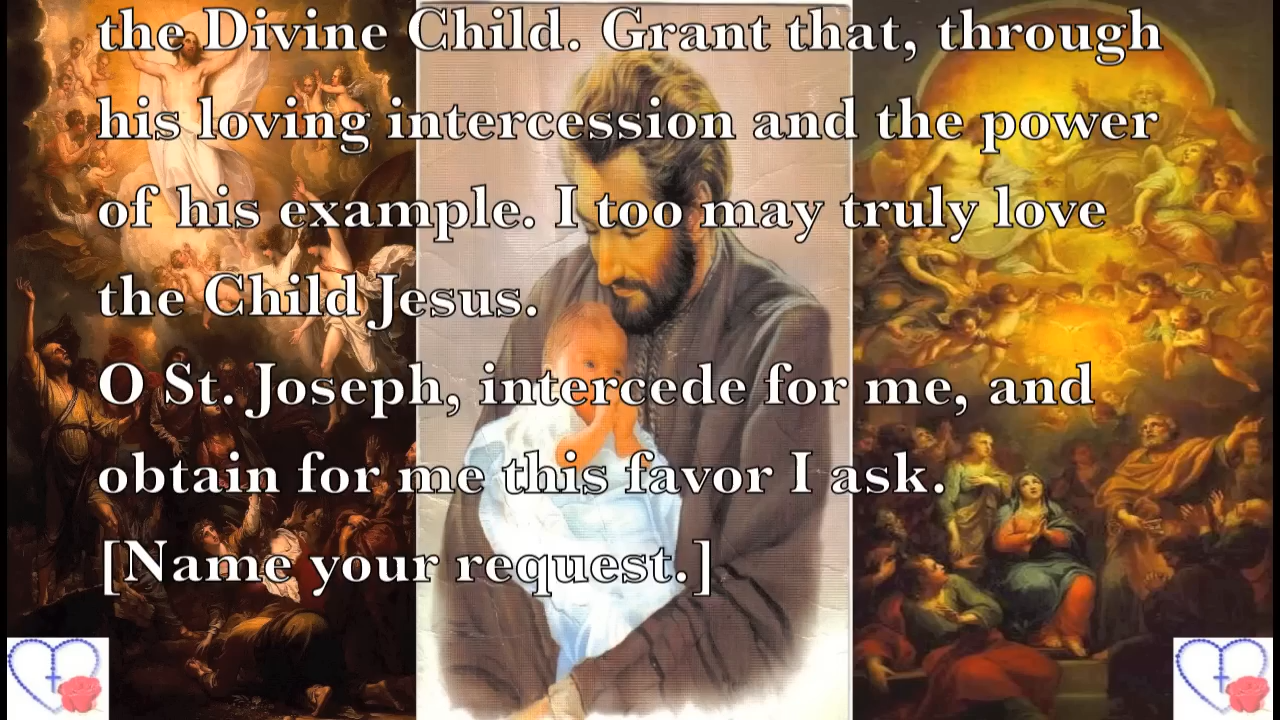 the Divine Child. Grant that, through
his loving intercession and the power
of his example. I too may truly love
the Child Jesus.
O St. Joseph, intercede for me, and
obtain for me this favor I ask.
[Name your request.]